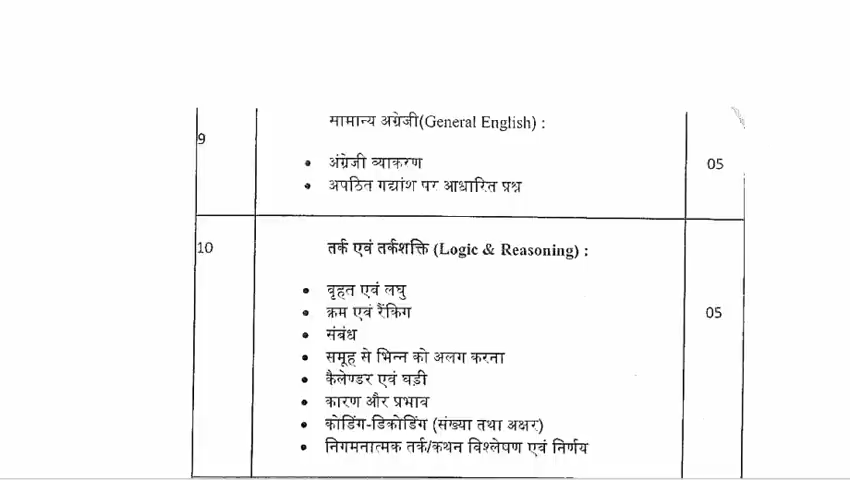 सामान्य अंग्रेजी(General English) :
9
• अंग्रेजी व्याकरण
05
• अपठित गद्यांश पर आधारित प्रश्न
10
तर्क एवं तर्कशक्ति (Logic & Reasoning) :
• वृहत एवं लघु
• क्रम एवं रैंकिग
05
• संबंध
• समूह से भिन्न को अलग करना
• कैलेण्डर एवं घड़ी
• कारण और प्रभाव
• कोडिंग-डिकोडिंग (संख्या तथा अक्षर)
• निगमनात्मक तर्क/कथन विश्लेषण एवं निर्णय